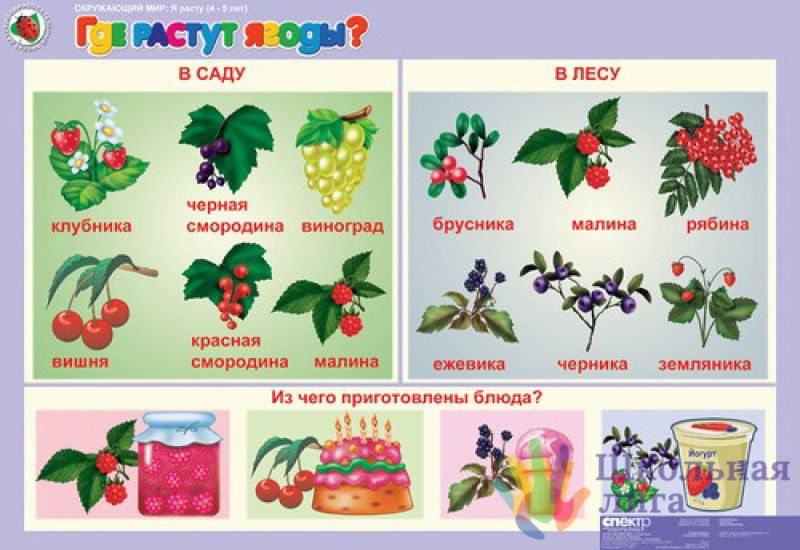 ОКРУЖАЮЩИЙ МИР: Я расту (4 - 5 лет)
Где растут ягоды?
В САДУ
клубника
черная
смородина
виноград
вишня
красная
смородина
малина
В ЛЕСУ
брусника
малина
рябина
ежевика
черника
земляника
Из чего приготовлены блюда?
Йогурт
Школьная
лига
спектр